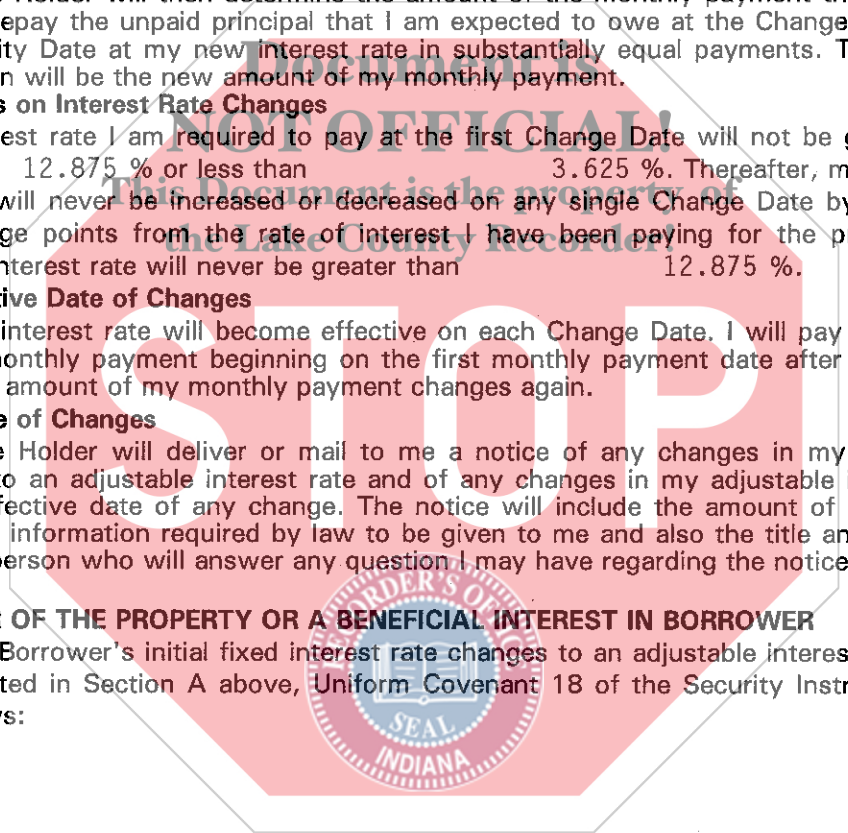 Holder will then determine the amount of the monthly payment th
epay the unpaid principal that I am expected to owe at the Change
ity Date at my new interest rate in substantially equal payments. T
n will be the new amount of my monthly payment.
s on Interest Rate Changes
est rate I am required to pay at the first Change Date will not be g
12.875 % or less than 3.625 %. Thereafter, m
will never be increased or decreased on any single Change Date by
ge points from the rate of interest I have been paying for the p
nterest rate will never be greater than 12.875 %.
tive Date of Changes
interest rate will become effective on each Change Date. I will pay
onthly payment beginning on the first monthly payment date after
amount of my monthly payment changes again.
e of Changes
e Holder will deliver or mail to me a notice of any changes in my
o an adjustable interest rate and of any changes in my adjustable i
fective date of any change. The notice will include the amount of
information required by law to be given to me and also the title an
person who will answer any question I may have regarding the notice
OF THE PROPERTY OR A BENEFICIAL INTEREST IN BORROWER
Borrower's initial fixed interest rate changes to an adjustable interes
ted in Section A above, Uniform Covenant 18 of the Security Instr
s:
Document is
NOT OFFICIAL!
This Document is the property of
the Lake County Recorder!
STOP
RECORDER'S OFFICE
SEAL
INDIANA